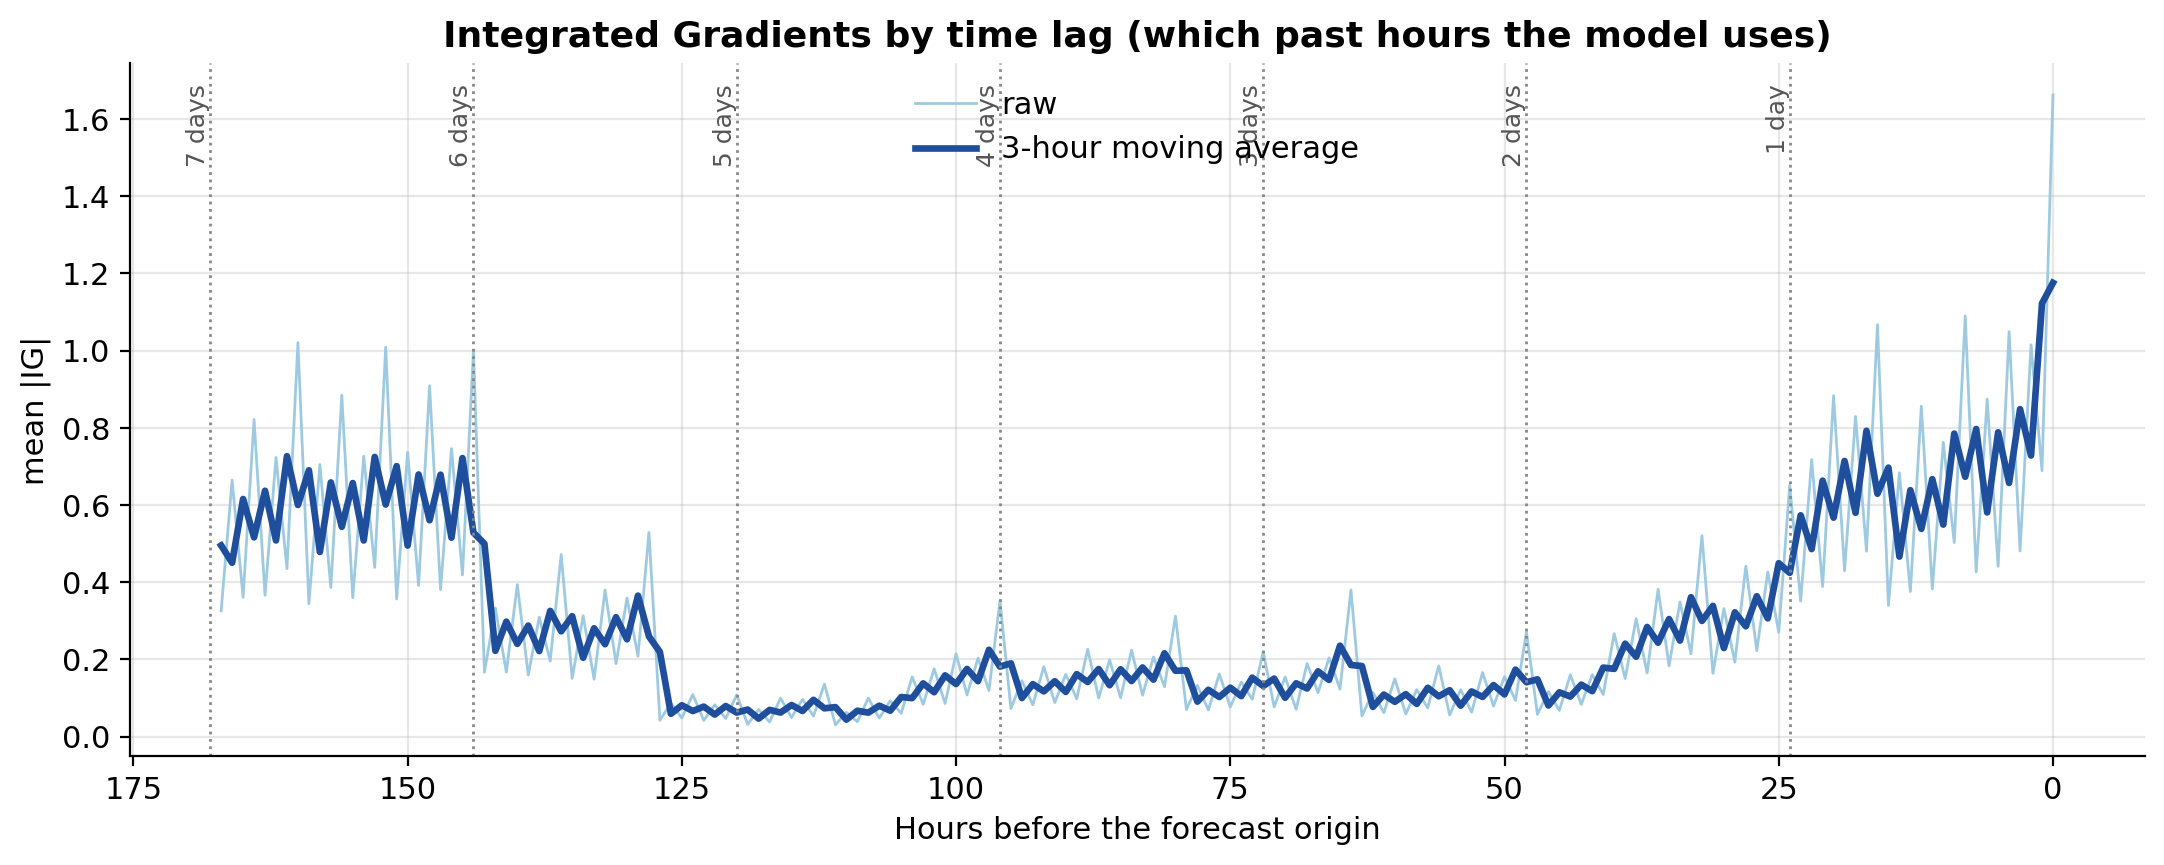 Integrated Gradients by time lag (which past hours the model uses)
7 days
6 days
5 days
4 days
3 days
2 days
1 day
raw
3-hour moving average
mean |IG|
1.6
1.4
1.2
1.0
0.8
0.6
0.4
0.2
0.0
175
150
125
100
75
50
25
0
Hours before the forecast origin